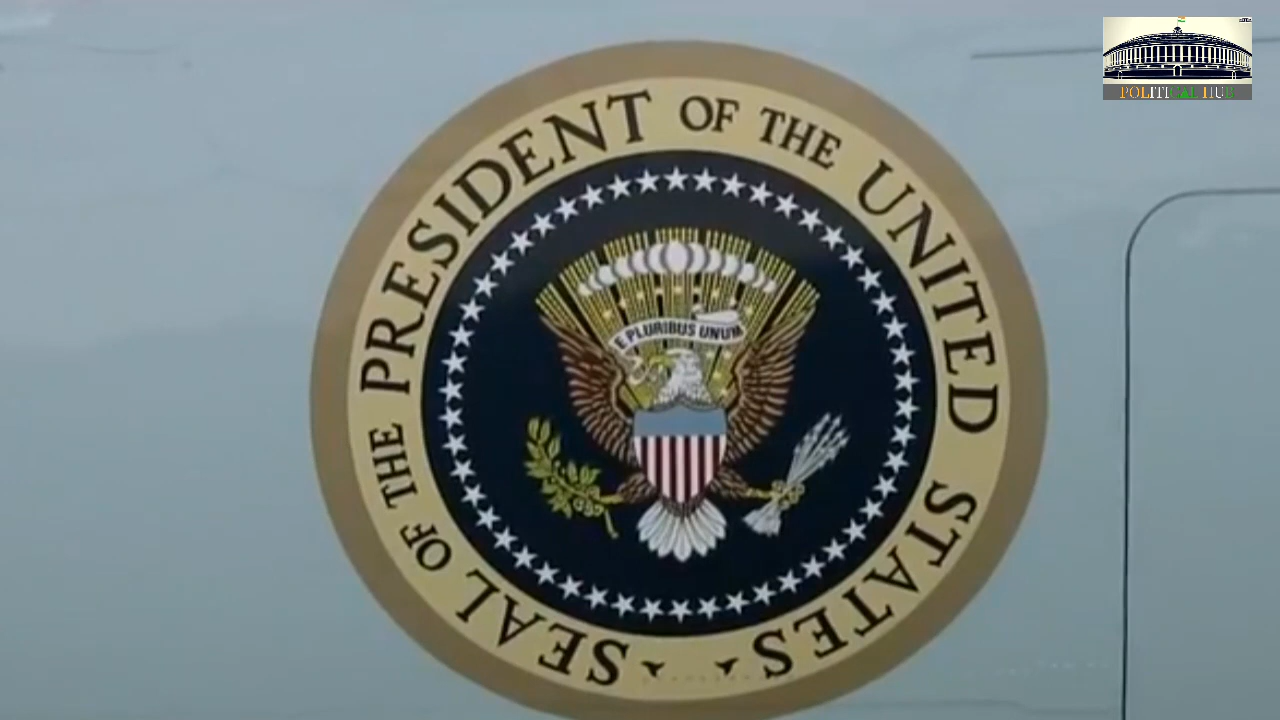 SEAL OF THE PRESIDENT OF THE UNITED STATES
E PLURIBUS UNUM
POLITICAL HUB